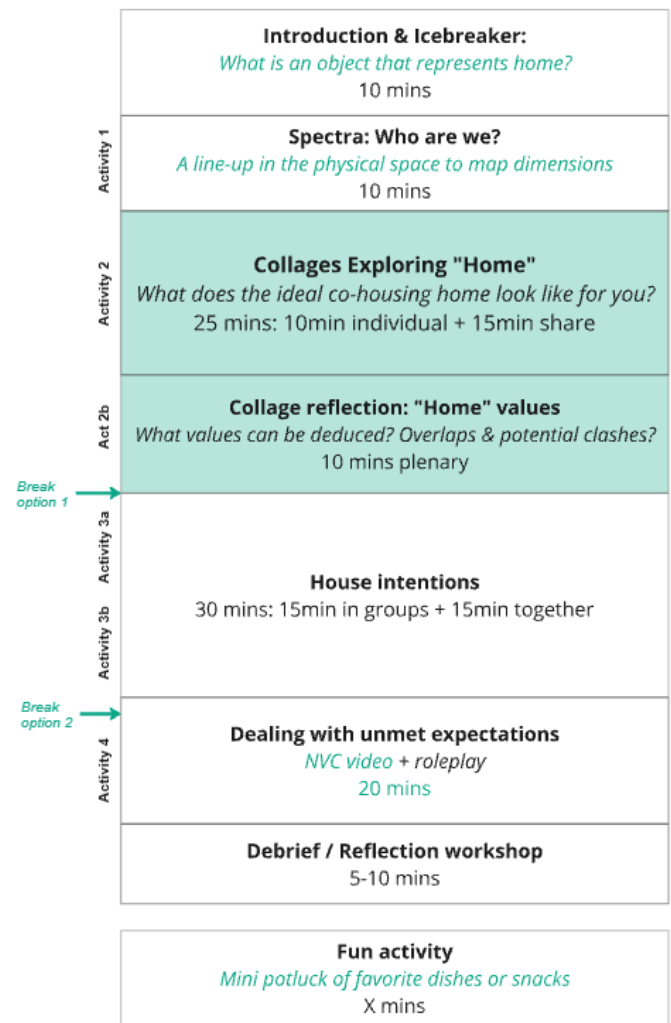 Introduction & Icebreaker:
What is an object that represents home?
10 mins
Activity 1
Spectra: Who are we?
A line-up in the physical space to map dimensions
10 mins
Activity 2
Collages Exploring "Home"
What does the ideal co-housing home look like for you?
25 mins: 10min individual + 15min share
Act 2b
Collage reflection: "Home" values
What values can be deduced? Overlaps & potential clashes?
10 mins plenary
Break
option 1
Activity 3a
Activity 3b
House intentions
30 mins: 15min in groups + 15min together
Break
option 2
Activity 4
Dealing with unmet expectations
NVC video + roleplay
20 mins
Debrief / Reflection workshop
5-10 mins
Fun activity
Mini potluck of favorite dishes or snacks
X mins